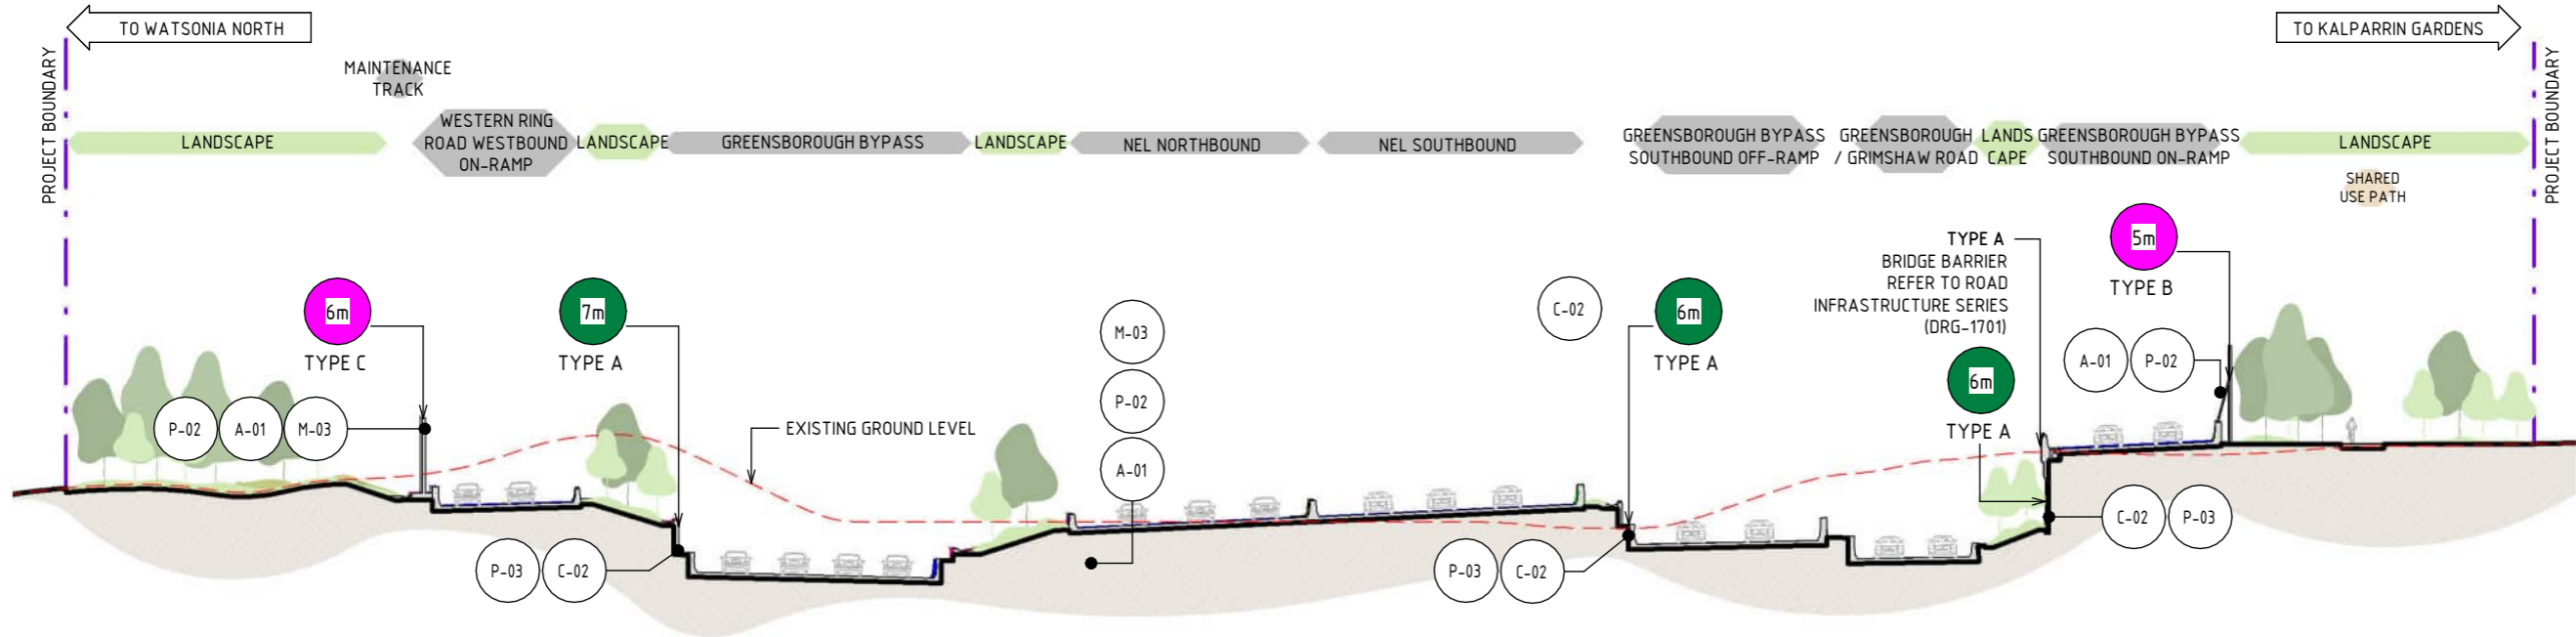 TO WATSONIA NORTH
TO KALPARRIN GARDENS
PROJECT BOUNDARY
MAINTENANCE
TRACK
LANDSCAPE
WESTERN RING
ROAD WESTBOUND
ON-RAMP
LANDSCAPE
GREENSBOROUGH BYPASS
LANDSCAPE
NEL NORTHBOUND
NEL SOUTHBOUND
GREENSBOROUGH BYPASS
SOUTHBOUND OFF-RAMP
GREENSBOROUGH
/ GRIMSHAW ROAD
LANDS
CAPE
GREENSBOROUGH BYPASS
SOUTHBOUND ON-RAMP
LANDSCAPE
SHARED
USE PATH
PROJECT BOUNDARY
6m
TYPE C
7m
TYPE A
C-02
6m
TYPE A
TYPE A
BRIDGE BARRIER
REFER TO ROAD
INFRASTRUCTURE SERIES
(DRG-1701)
5m
TYPE B
6m
TYPE A
A-01
P-02
P-02
A-01
M-03
EXISTING GROUND LEVEL
M-03
P-02
A-01
P-03
C-02
P-03
C-02
C-02
P-03